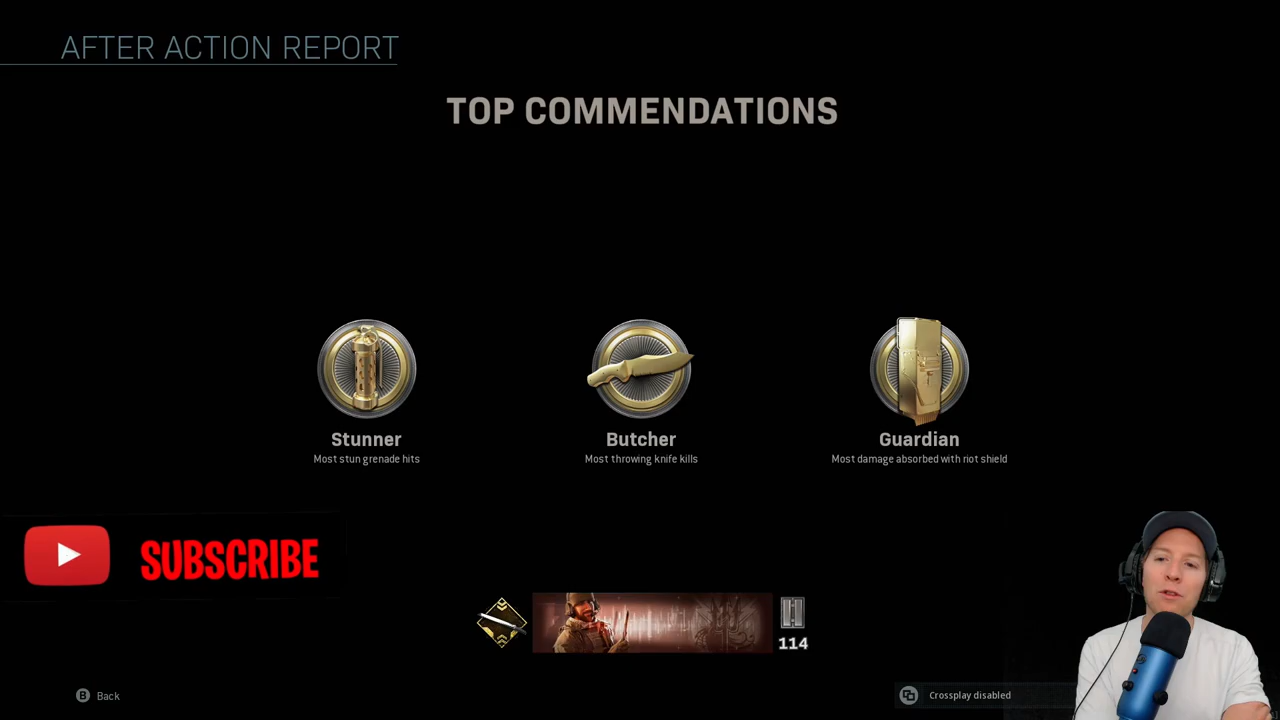 AFTER ACTION REPORT
TOP COMMENDATIONS
Stunner
Most stun grenade hits
Butcher
Most throwing knife kills
Guardian
Most damage absorbed with riot shield
SUBSCRIBE
114
B Back
Crossplay disabled